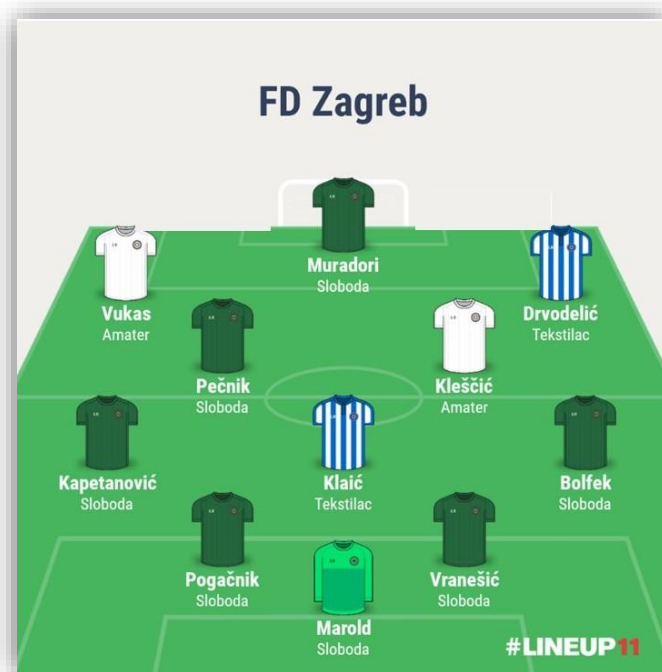 FD Zagreb
Muradori
Sloboda
Vukas
Amater
Drvodelić
Tekstilac
Pečnik
Sloboda
Kleščić
Amater
Kapetanović
Sloboda
Klaić
Tekstilac
Bolfek
Sloboda
Pogačnik
Sloboda
Vranešić
Sloboda
Marold
Sloboda
#LINEUP11